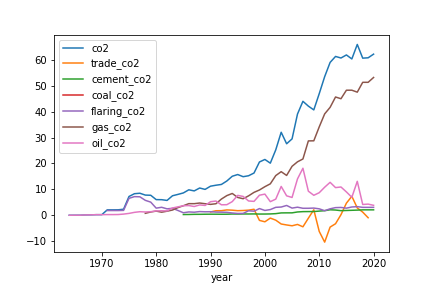 co2
trade_co2
cement_co2
coal_co2
flaring_co2
gas_co2
oil_co2
60
50
40
30
20
10
0
−10
1970
1980
1990
2000
2010
2020
year